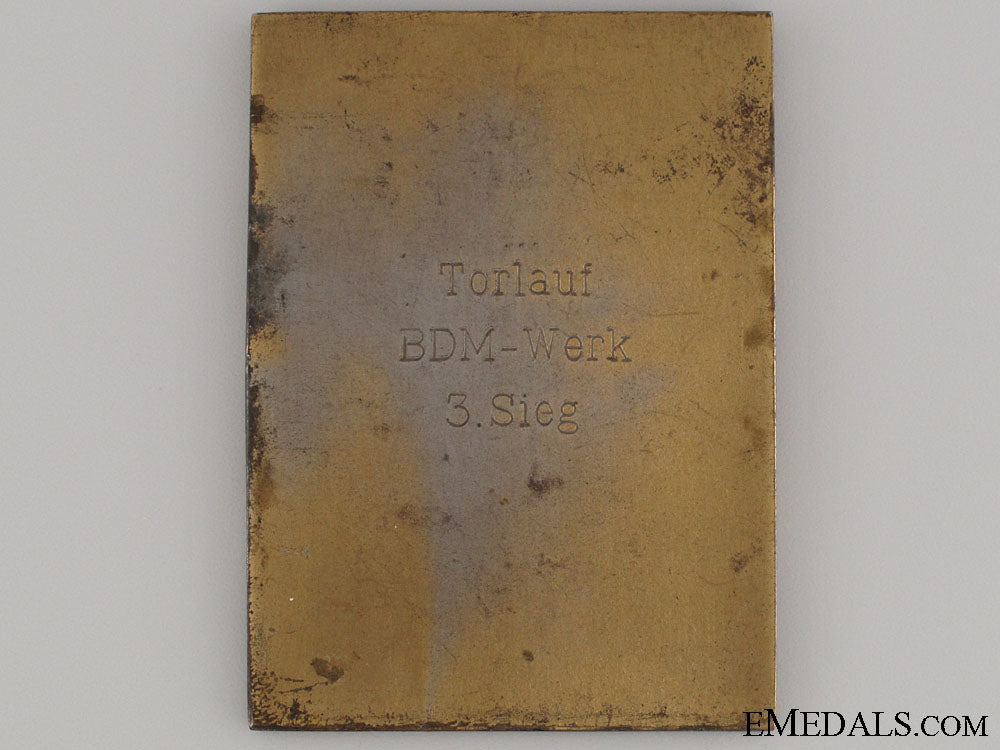 Torlauf
BDM-Werk
3.Sieg
EMEDALS.COM